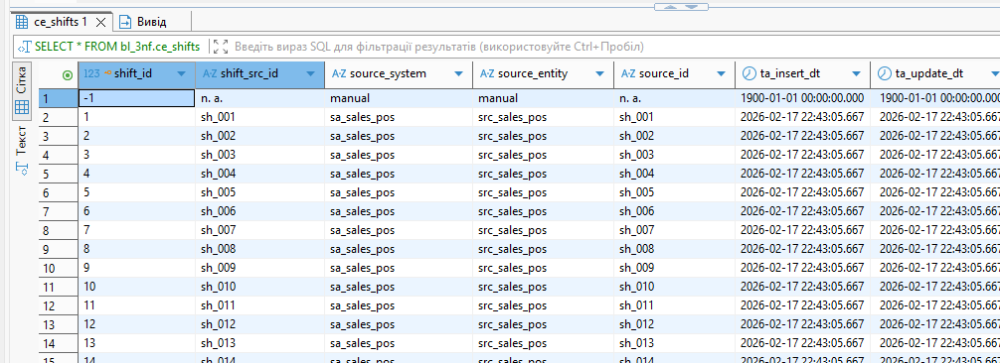 ce_shifts 1 Вивід
SELECT * FROM bl_3nf.ce_shifts Введіть вираз SQL для фільтрації результатів (використовуйте Ctrl+Пробіл)
Сітка
Текст
123 shift_id A-Z shift_src_id A-Z source_system A-Z source_entity A-Z source_id ta_insert_dt ta_update_dt
1 -1 n. a. manual manual n. a. 1900-01-01 00:00:00.000 1900-01-01 00:00:00.000
2 1 sh_001 sa_sales_pos src_sales_pos sh_001 2026-02-17 22:43:05.667 2026-02-17 22:43:05.667
3 2 sh_002 sa_sales_pos src_sales_pos sh_002 2026-02-17 22:43:05.667 2026-02-17 22:43:05.667
4 3 sh_003 sa_sales_pos src_sales_pos sh_003 2026-02-17 22:43:05.667 2026-02-17 22:43:05.667
5 4 sh_004 sa_sales_pos src_sales_pos sh_004 2026-02-17 22:43:05.667 2026-02-17 22:43:05.667
6 5 sh_005 sa_sales_pos src_sales_pos sh_005 2026-02-17 22:43:05.667 2026-02-17 22:43:05.667
7 6 sh_006 sa_sales_pos src_sales_pos sh_006 2026-02-17 22:43:05.667 2026-02-17 22:43:05.667
8 7 sh_007 sa_sales_pos src_sales_pos sh_007 2026-02-17 22:43:05.667 2026-02-17 22:43:05.667
9 8 sh_008 sa_sales_pos src_sales_pos sh_008 2026-02-17 22:43:05.667 2026-02-17 22:43:05.667
10 9 sh_009 sa_sales_pos src_sales_pos sh_009 2026-02-17 22:43:05.667 2026-02-17 22:43:05.667
11 10 sh_010 sa_sales_pos src_sales_pos sh_010 2026-02-17 22:43:05.667 2026-02-17 22:43:05.667
12 11 sh_011 sa_sales_pos src_sales_pos sh_011 2026-02-17 22:43:05.667 2026-02-17 22:43:05.667
13 12 sh_012 sa_sales_pos src_sales_pos sh_012 2026-02-17 22:43:05.667 2026-02-17 22:43:05.667
14 13 sh_013 sa_sales_pos src_sales_pos sh_013 2026-02-17 22:43:05.667 2026-02-17 22:43:05.667
15 14 sh_014 sa_sales_pos src_sales_pos sh_014 2026-02-17 22:43:05.667 2026-02-17 22:43:05.667